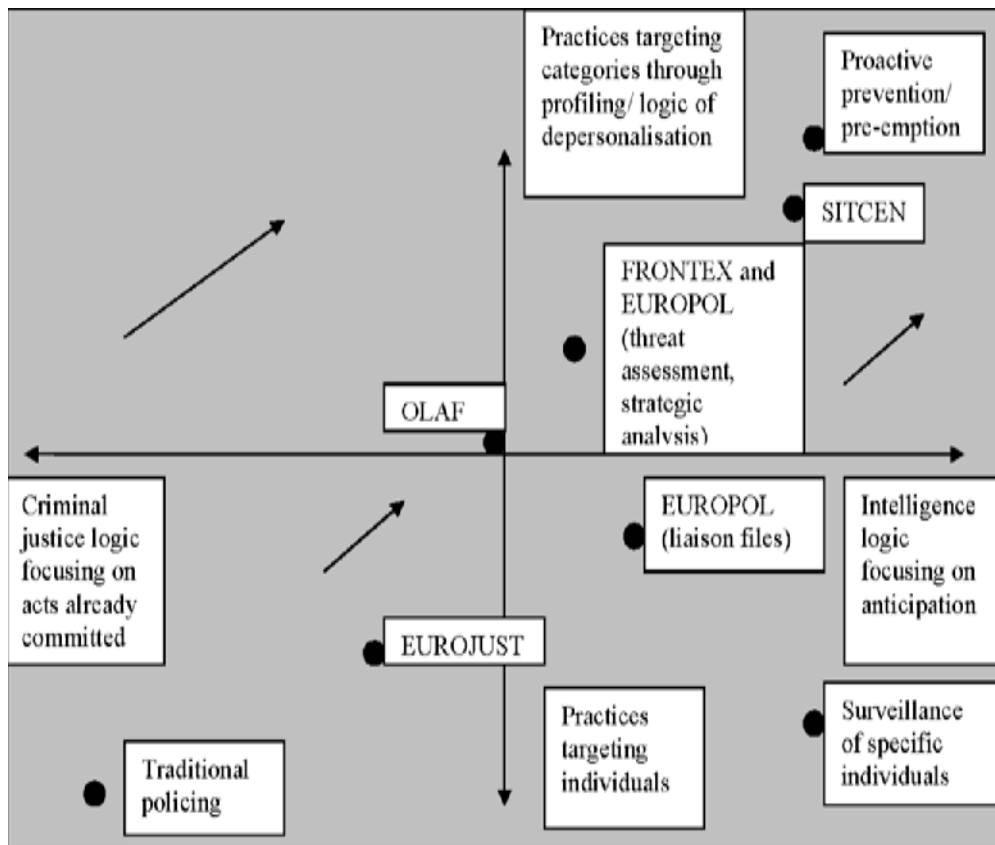 Practices targeting
categories through
profiling/ logic of
depersonalisation
Proactive
prevention/
pre-emption
SITCEN
FRONTEX and
EUROPOL
(threat
assessment,
strategic
analysis)
OLAF
Criminal
justice logic
focusing on
acts already
committed
EUROPOL
(liaison files)
Intelligence
logic
focusing on
anticipation
EUROJUST
Practices
targeting
individuals
Surveillance
of specific
individuals
Traditional
policing